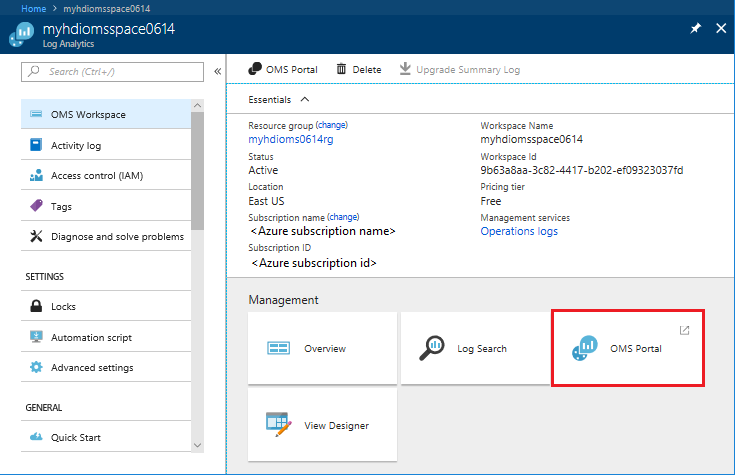 Home > myhdiomsspace0614
myhdiomsspace0614
Log Analytics
Search (Ctrl+/)
OMS Workspace
Activity log
Access control (IAM)
Tags
Diagnose and solve problems
SETTINGS
Locks
Automation script
Advanced settings
GENERAL
Quick Start
OMS Portal Delete Upgrade Summary Log
Essentials
Resource group (change)
myhdioms0614rg
Status
Active
Location
East US
Subscription name (change)
<Azure subscription name>
Subscription ID
<Azure subscription id>
Workspace Name
myhdiomsspace0614
Workspace Id
9b63a8aa-3c82-4417-b202-ef09323037fd
Pricing tier
Free
Management services
Operations logs
Management
Overview
Log Search
OMS Portal
View Designer